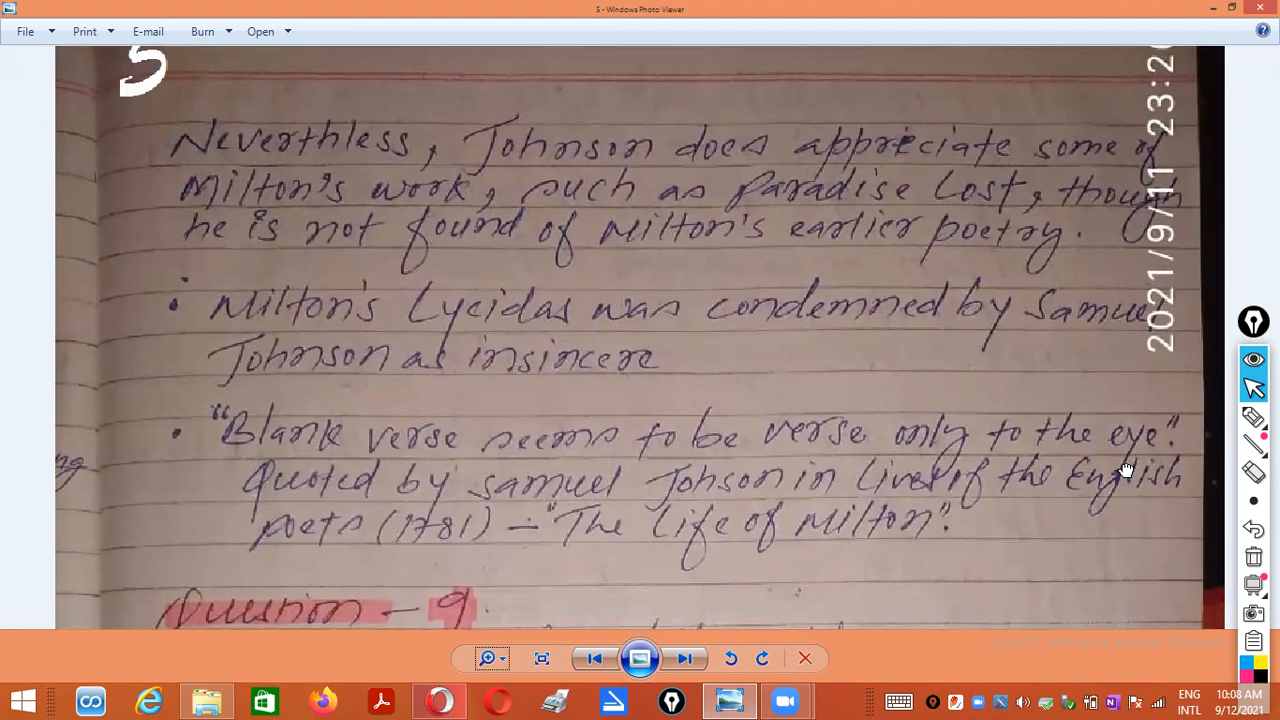 5 - Windows Photo Viewer
File Print E-mail Burn Open
5
2021/9/11 23:2
Neverthless, Johnson does appreciate some of
Milton's work, such as Paradise Lost, though
he is not found of Milton's earlier poetry.
• Milton's Lycidas was condemned by Samuel
Johnson as insincere
• "Blank verse seems to be verse only to the eye".
Quoted by Samuel Johson in Lives of the English
poets (1781) – "The Life of Milton".
ng
Question – 9
ENG
INTL
10:08 AM
9/12/2021